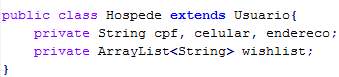 public class Hospede extends Usuario{
    private String cpf, celular, endereco;
    private ArrayList<String> wishlist;
}